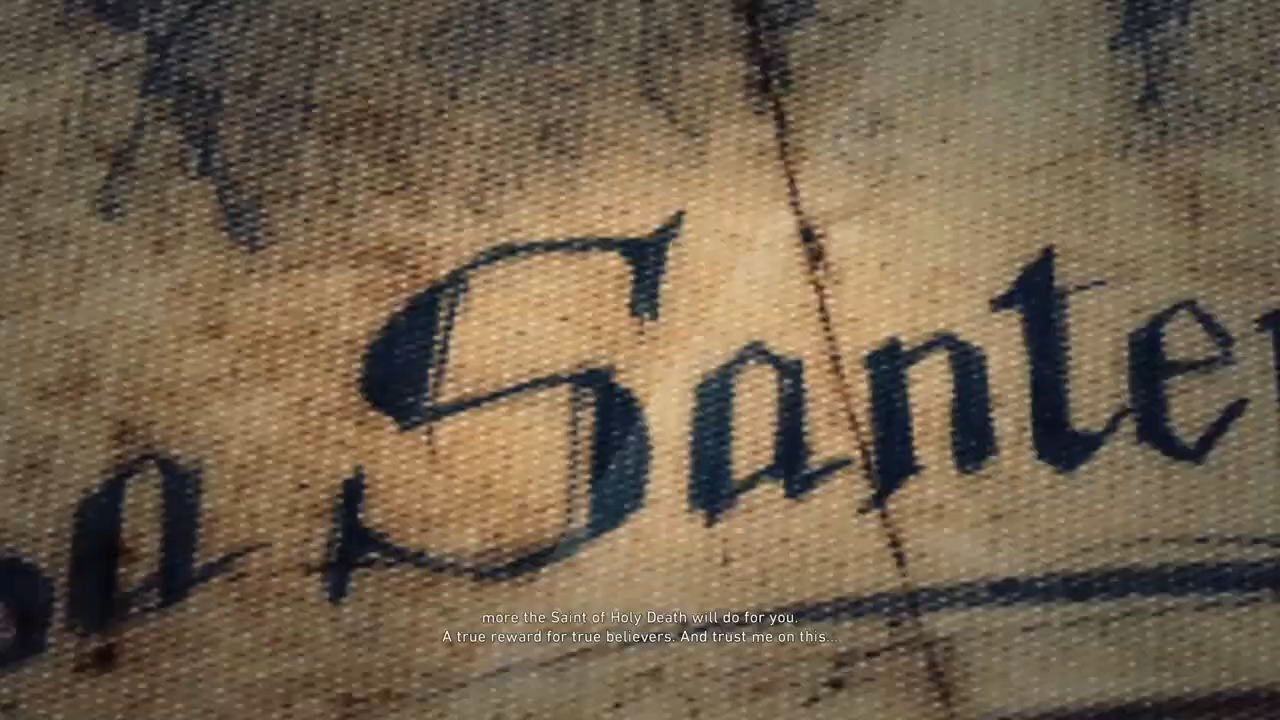 a Sante
more the Saint of Holy Death will do for you.
A true reward for true believers. And trust me on this....